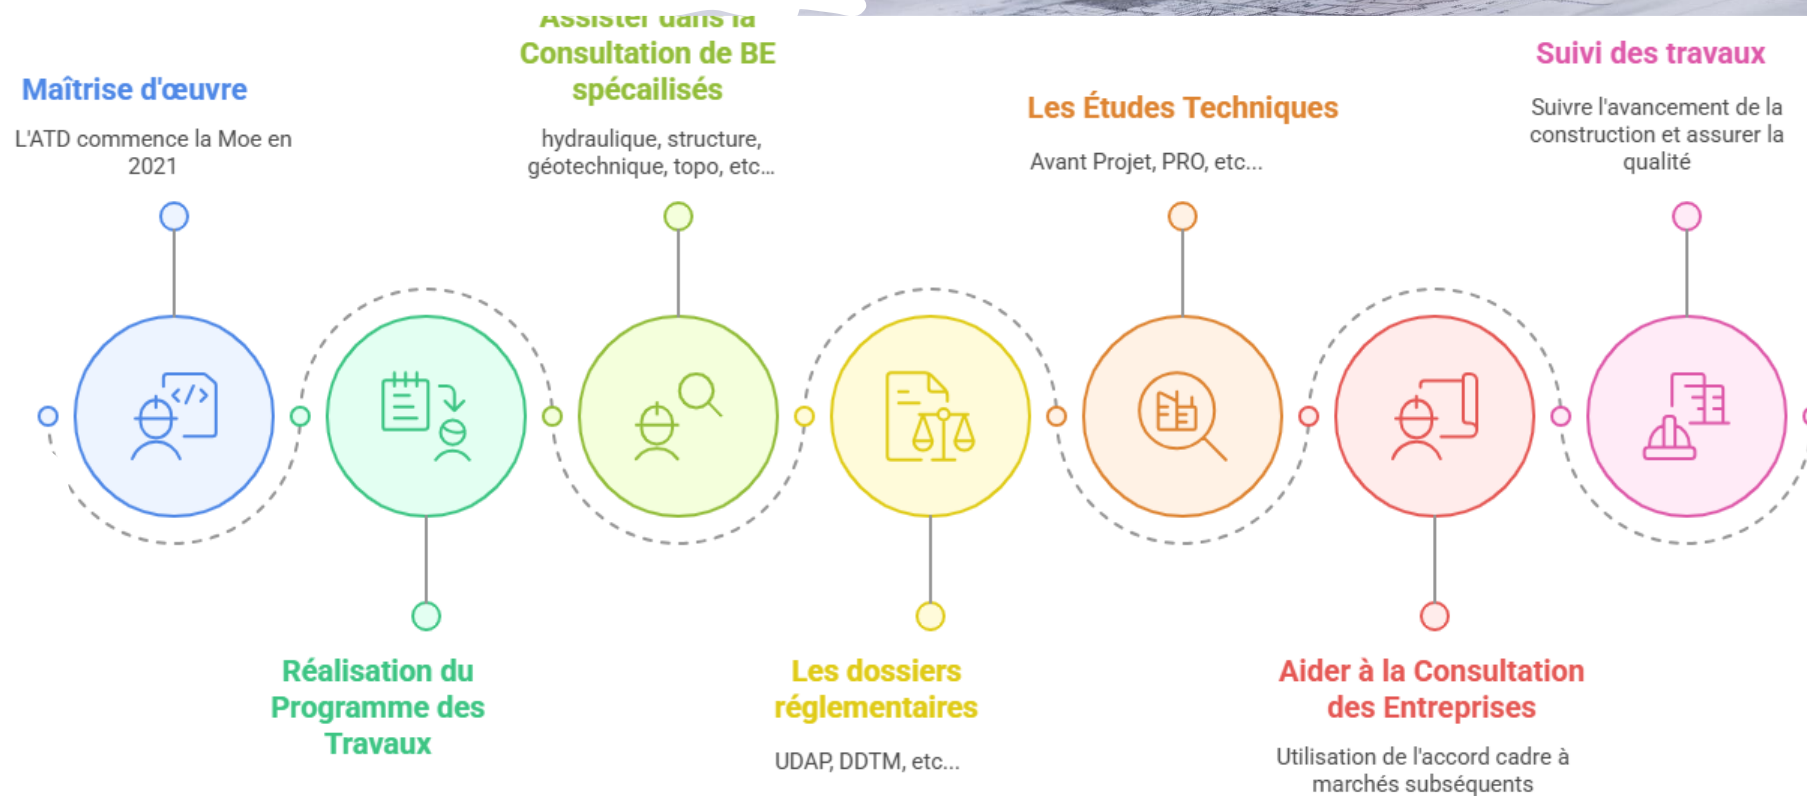 Maîtrise d'œuvre
L'ATD commence la Moe en
2021
Réalisation du
Programme des
Travaux
Assister dans la
Consultation de BE
spécailisés
hydraulique, structure,
géotechnique, topo, etc...
Les dossiers
réglementaires
UDAP, DDTM, etc...
Les Études Techniques
Avant Projet, PRO, etc...
Aider à la Consultation
des Entreprises
Utilisation de l'accord cadre à
marchés subséquents
Suivi des travaux
Suivre l'avancement de la
construction et assurer la
qualité